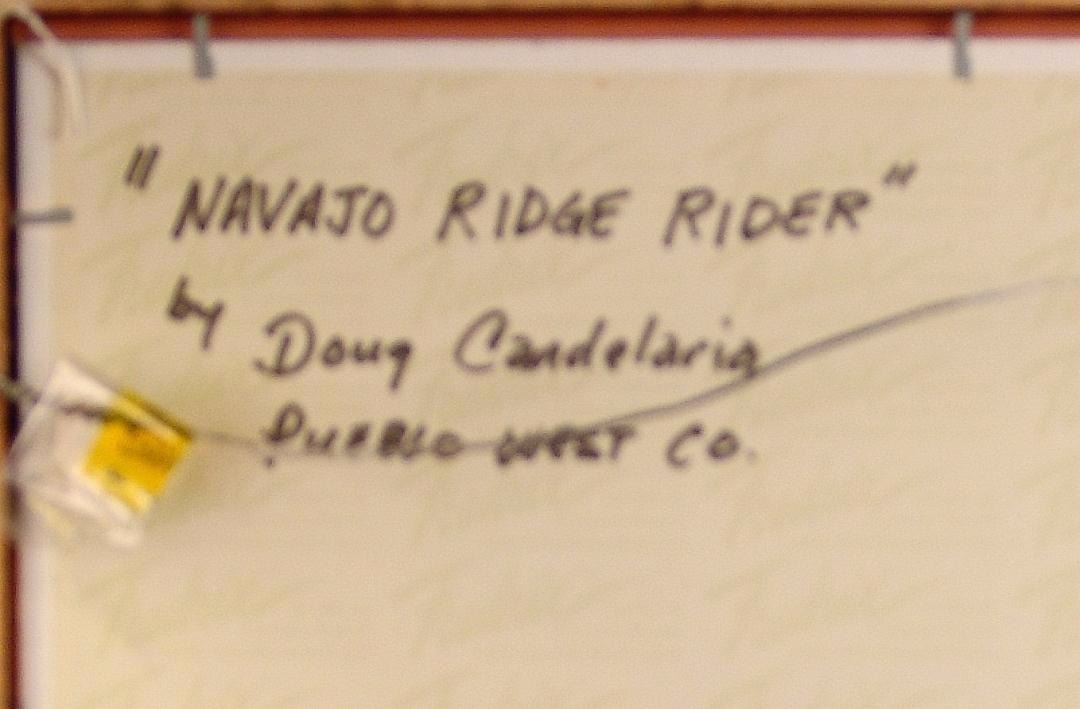 "NAVAJO RIDGE RIDER"
by Doug Candelaria
PUEBLO WEST CO.